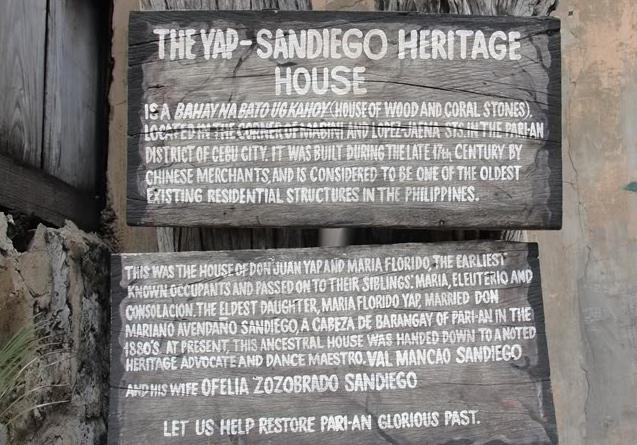 THE YAP-SANDIEGO HERITAGE
HOUSE
IS A BAHAY NA BATO UG KAHOY (HOUSE OF WOOD AND CORAL STONES),
LOCATED IN THE CORNER OF MABINI AND LOPEZ-JAENA STS. IN THE PARI-AN
DISTRICT OF CEBU CITY. IT WAS BUILT DURING THE LATE 17th CENTURY BY
CHINESE MERCHANTS, AND IS CONSIDERED TO BE ONE OF THE OLDEST
EXISTING RESIDENTIAL STRUCTURES IN THE PHILIPPINES.
THIS WAS THE HOUSE OF DON JUAN YAP AND MARIA FLORIDO, THE EARLIEST
KNOWN OCCUPANTS AND PASSED ON TO THEIR SIBLINGS: MARIA, ELEUTERIO AND
CONSOLACION. THE ELDEST DAUGHTER, MARIA FLORIDO YAP, MARRIED DON
MARIANO AVENDAÑO SANDIEGO, A CABEZA DE BARANGAY OF PARI-AN IN THE
1880'S. AT PRESENT, THIS ANCESTRAL HOUSE WAS HANDED DOWN TO A NOTED
HERITAGE ADVOCATE AND DANCE MAESTRO. VAL MANCAO SANDIEGO
AND HIS WIFE OFELIA ZOZOBRADO SANDIEGO
LET US HELP RESTORE PARI-AN GLORIOUS PAST.